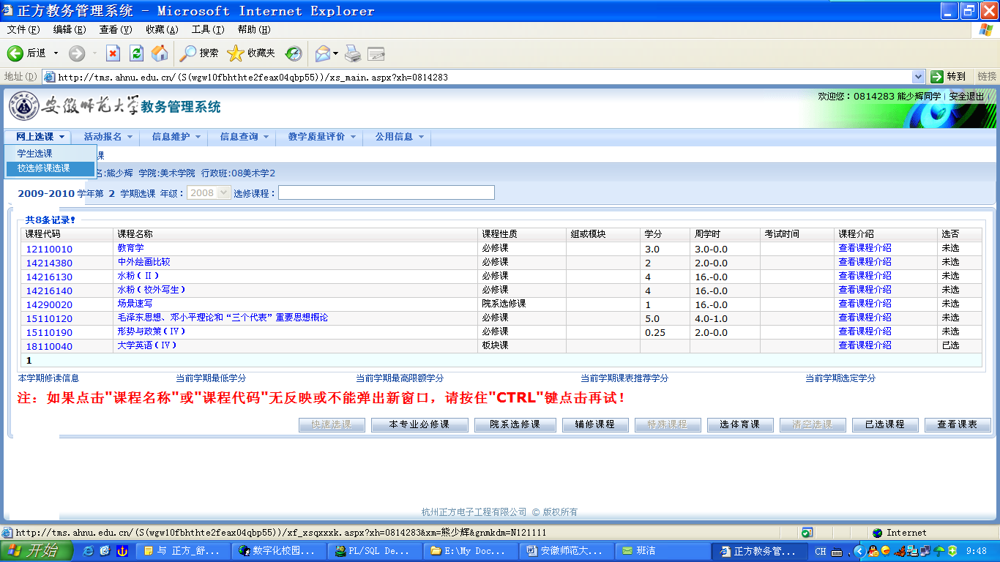 正方教务管理系统 - Microsoft Internet Explorer
文件(F) 编辑(E) 查看(V) 收藏(A) 工具(T) 帮助(H)
后退 搜索 收藏夹
地址(D) http://tms.ahnu.edu.cn/(S(wgw10fbhthte2feax04qbp55))/xs_main.aspx?xh=0814283 转到 链接
安徽师范大学教务管理系统 欢迎您：0814283 熊少辉同学 | 安全退出
网上选课 活动报名 信息维护 信息查询 教学质量评价 公用信息
学生选课 课
校选修课选课 名:熊少辉 学院:美术学院 行政班:08美术学2
2009-2010 学年第 2 学期选课 年级： 2008 选修课程：
共8条记录!
课程代码 课程名称 课程性质 组或模块 学分 周学时 考试时间 课程介绍 选否
12110010 教育学 必修课 3.0 3.0-0.0 查看课程介绍 未选
14214380 中外绘画比较 必修课 2 2.0-0.0 查看课程介绍 未选
14216130 水粉（Ⅱ） 必修课 4 16.-0.0 查看课程介绍 未选
14216140 水粉（校外写生） 必修课 4 16.-0.0 查看课程介绍 未选
14290020 场景速写 院系选修课 1 16.-0.0 查看课程介绍 未选
15110120 毛泽东思想、邓小平理论和“三个代表”重要思想概论 必修课 5.0 4.0-1.0 查看课程介绍 未选
15110190 形势与政策（Ⅳ） 必修课 0.25 2.0-0.0 查看课程介绍 未选
18110040 大学英语（Ⅳ） 板块课 查看课程介绍 已选
1
本学期修读信息 当前学期最低学分 当前学期最高限额学分 当前学期课表推荐学分 当前学期选定学分
注：如果点击"课程名称"或"课程代码"无反映或不能弹出新窗口，请按住"CTRL"键点击再试！
快速选课 本专业必修课 院系选修课 辅修课程 特殊课程 选体育课 清空选课 已选课程 查看课表
杭州正方电子工程有限公司 © 版权所有
http://tms.ahnu.edu.cn/(S(wgw10fbhthte2feax04qbp55))/xf_xsqxxxk.aspx?xh=0814283&xm=熊少辉&gnmkdm=N121111 Internet
开始 与 正方_舒... 数字化校园... PL/SQL De... E:\My Doc... 安徽师范大... 班洁 正方教务管... CH 9:48